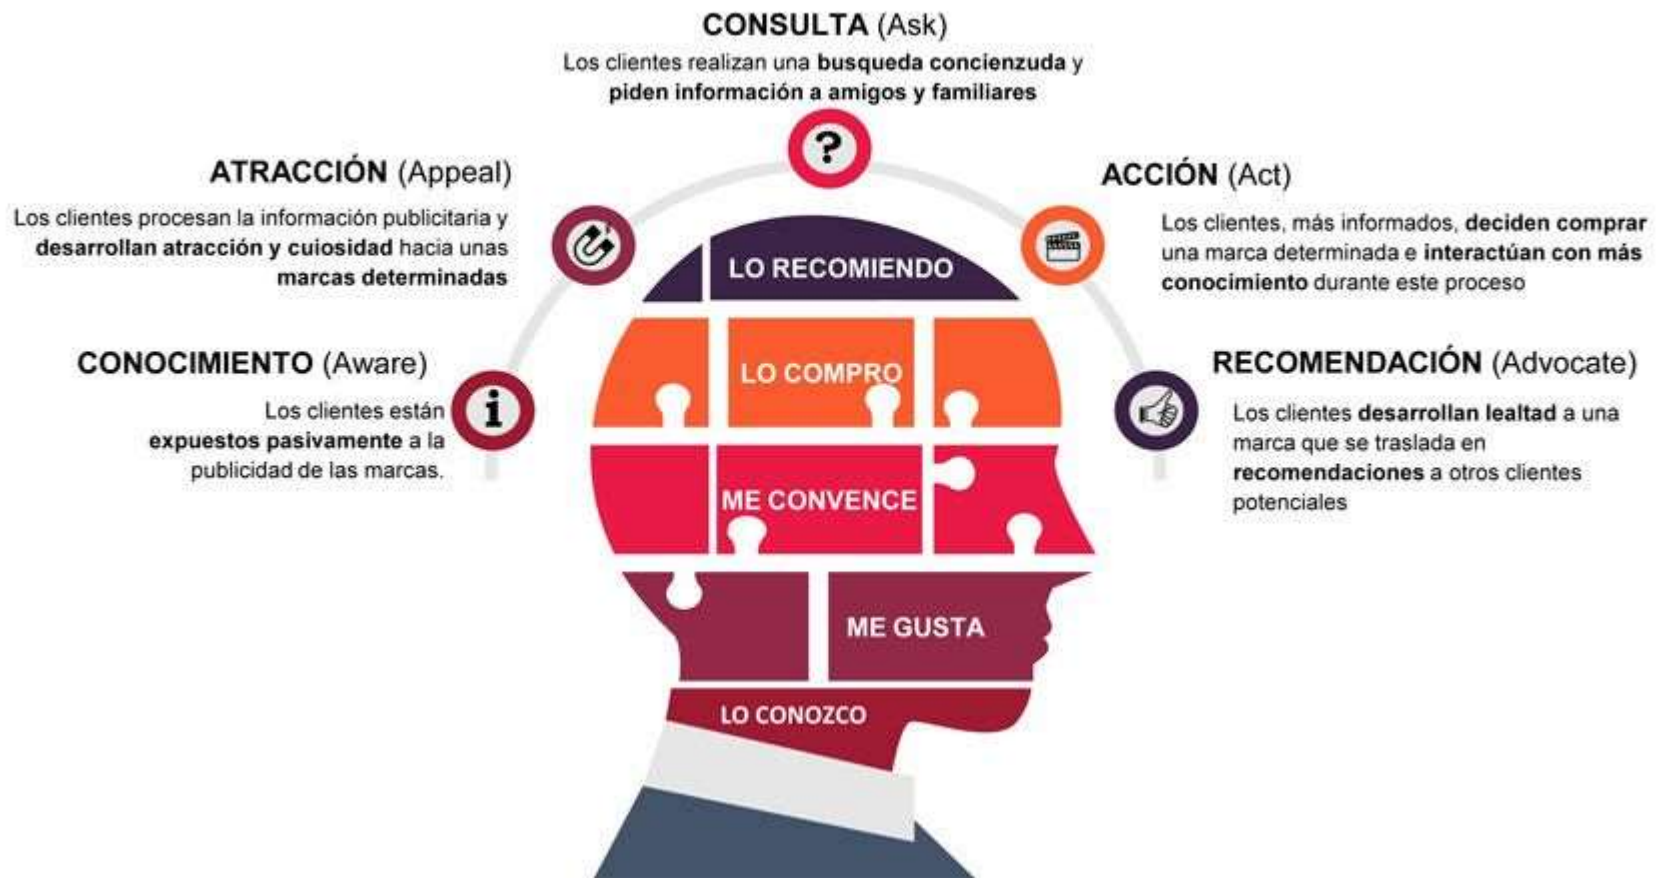 CONSULTA (Ask)
Los clientes realizan una busqueda concienzuda y
piden información a amigos y familiares
ATRACCIÓN (Appeal)
Los clientes procesan la información publicitaria y
desarrollan atracción y cuiosidad hacia unas
marcas determinadas
CONOCIMIENTO (Aware)
Los clientes están
expuestos pasivamente a la
publicidad de las marcas.
ACCIÓN (Act)
Los clientes, más informados, deciden comprar
una marca determinada e interactúan con más
conocimiento durante este proceso
RECOMENDACIÓN (Advocate)
Los clientes desarrollan lealtad a una
marca que se traslada en
recomendaciones a otros clientes
potenciales
?
i
LO RECOMIENDO
LO COMPRO
ME CONVENCE
ME GUSTA
LO CONOZCO